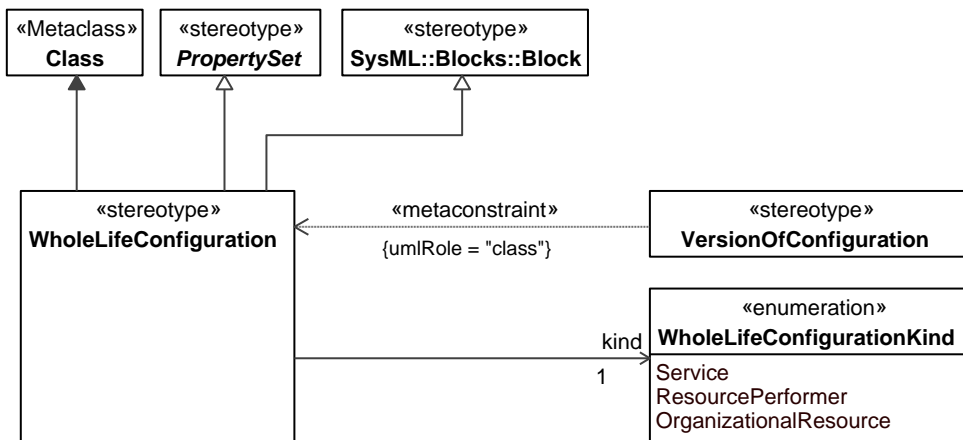 «Metaclass»
Class
«stereotype»
PropertySet
«stereotype»
SysML::Blocks::Block
«stereotype»
WholeLifeConfiguration
«metaconstraint»
{umlRole = "class"}
«stereotype»
VersionOfConfiguration
kind
1
«enumeration»
WholeLifeConfigurationKind
Service
ResourcePerformer
OrganizationalResource